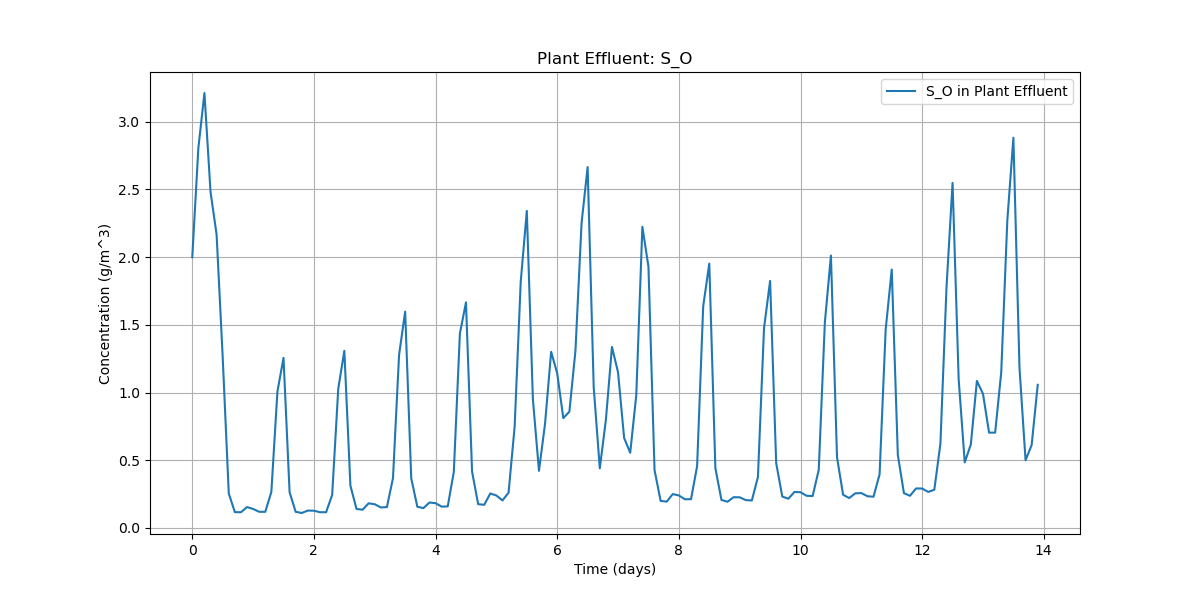 Plant Effluent: S_O
S_O in Plant Effluent
Concentration (g/m^3)
3.0
2.5
2.0
1.5
1.0
0.5
0.0
0 2 4 6 8 10 12 14
Time (days)